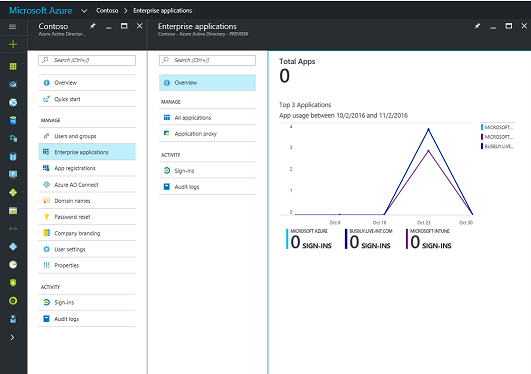 Microsoft Azure Contoso > Enterprise applications
Contoso
Azure Active Director...
Search (Ctrl+/)
Overview
Quick start
MANAGE
Users and groups
Enterprise applications
App registrations
Azure AD Connect
Domain names
Password reset
Company branding
User settings
Properties
ACTIVITY
Sign-ins
Audit logs
Enterprise applications
Contoso - Azure Active Directory - PREVIEW
Search (Ctrl+/)
Overview
MANAGE
All applications
Application proxy
ACTIVITY
Sign-ins
Audit logs
Total Apps
0
Top 3 Applications
App usage between 10/2/2016 and 11/2/2016
4
3
2
1
0
Oct 9 Oct 16 Oct 23 Oct 30
MICROSOFT...
MICROSOFT...
BUSBUY.LIVE...
MICROSOFT AZURE
0 SIGN-INS
BUSBUY.LIVE-INT.COM
0 SIGN-INS
MICROSOFT INTUNE
0 SIGN-INS